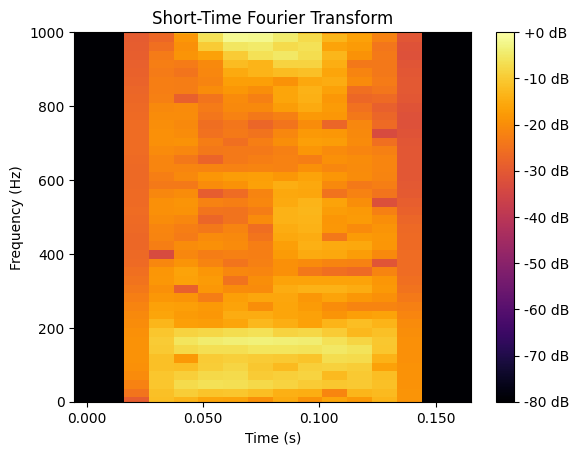 Short-Time Fourier Transform
1000
800
600
400
200
0
Frequency (Hz)
0.000
0.050
0.100
0.150
Time (s)
+0 dB
-10 dB
-20 dB
-30 dB
-40 dB
-50 dB
-60 dB
-70 dB
-80 dB